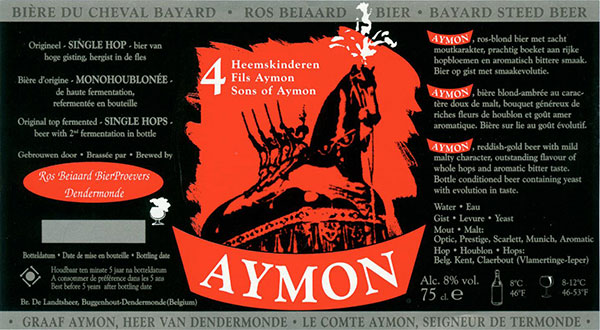 BIÈRE DU CHEVAL BAYARD • ROS BEIAARD BIER • BAYARD STEED BEER
Origineel - SINGLE HOP - bier van
hoge gisting, hergist in de fles
Bière d'origine - MONOHOUBLONÉE -
de haute fermentation,
refermentée en bouteille
Original top fermented - SINGLE HOPS -
beer with 2nd fermentation in bottle
Gebrouwen door • Brassée par • Brewed by
Ros Beiaard BierProevers
Dendermonde
Botteldatum • Date de mise en bouteille • Bottling date
Houdbaar ten minste 5 jaar na botteldatum
A consommer de préférence dans les 5 ans
Best before 5 years after bottling date
Br. De Landtsheer, Buggenhout-Dendermonde(Belgium)
4 Heemskinderen
Fils Aymon
Sons of Aymon
AYMON
AYMON, ros-blond bier met zacht
moutkarakter, prachtig boeket aan rijke
hopbloemen en aromatisch bittere smaak.
Bier op gist met smaakevolutie.
AYMON, bière blond-ambrée au carac-
tère doux de malt, bouquet généreux de
riches fleurs de houblon et goût amer
aromatique. Bière sur lie au goût évolutif.
AYMON, reddish-gold beer with mild
malty character, outstanding flavour of
whole hops and aromatic bitter taste.
Bottle conditioned beer containing yeast
with evolution in taste.
Water • Eau
Gist • Levure • Yeast
Mout • Malt:
Optic, Prestige, Scarlett, Munich, Aromatic
Hop • Houblon • Hops:
Belg. Kent, Claerbout (Vlamertinge-Ieper)
Alc. 8% vol.
75 cl. e
8°C
46°F
8-12°C
46-53°F
GRAAF AYMON, HEER VAN DENDERMONDE • LE COMTE AYMON, SEIGNEUR DE TERMONDE •